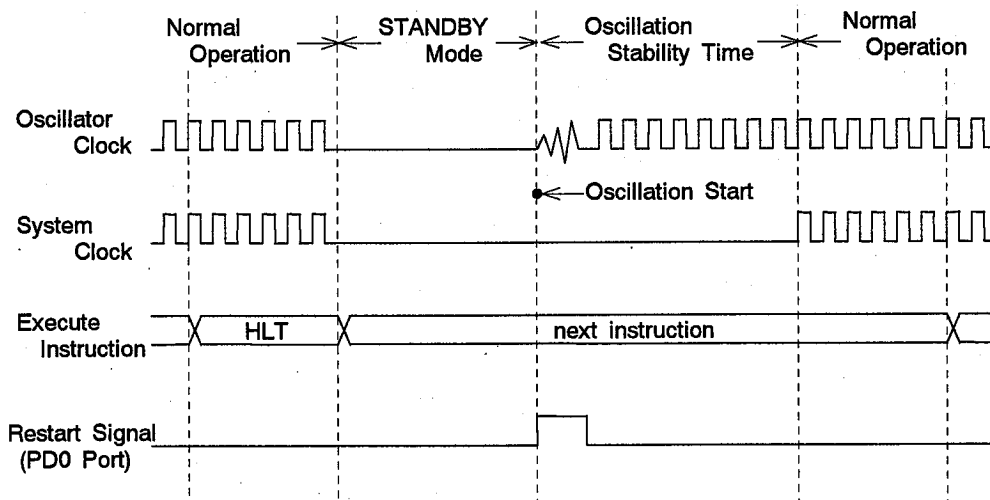 Normal
Operation
STANDBY
Mode
Oscillation
Stability Time
Normal
Operation
Oscillator
Clock
Oscillation Start
System
Clock
Execute
Instruction
HLT
next instruction
Restart Signal
(PD0 Port)